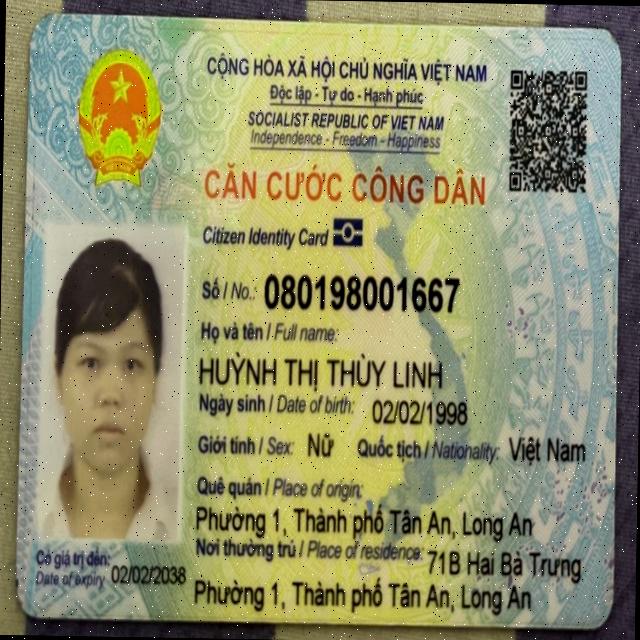 CỘNG HÒA XÃ HỘI CHỦ NGHĨA VIỆT NAM
Độc lập - Tự do - Hạnh phúc
SOCIALIST REPUBLIC OF VIET NAM
Independence - Freedom - Happiness
CĂN CƯỚC CÔNG DÂN
Citizen Identity Card
Số / No.: 080198001667
Họ và tên / Full name:
HUỲNH THỊ THÙY LINH
Ngày sinh / Date of birth: 02/02/1998
Giới tính / Sex: Nữ Quốc tịch / Nationality: Việt Nam
Quê quán / Place of origin:
Phường 1, Thành phố Tân An, Long An
Nơi thường trú / Place of residence: 71B Hai Bà Trưng
Phường 1, Thành phố Tân An, Long An
Có giá trị đến: 02/02/2038
Date of expiry